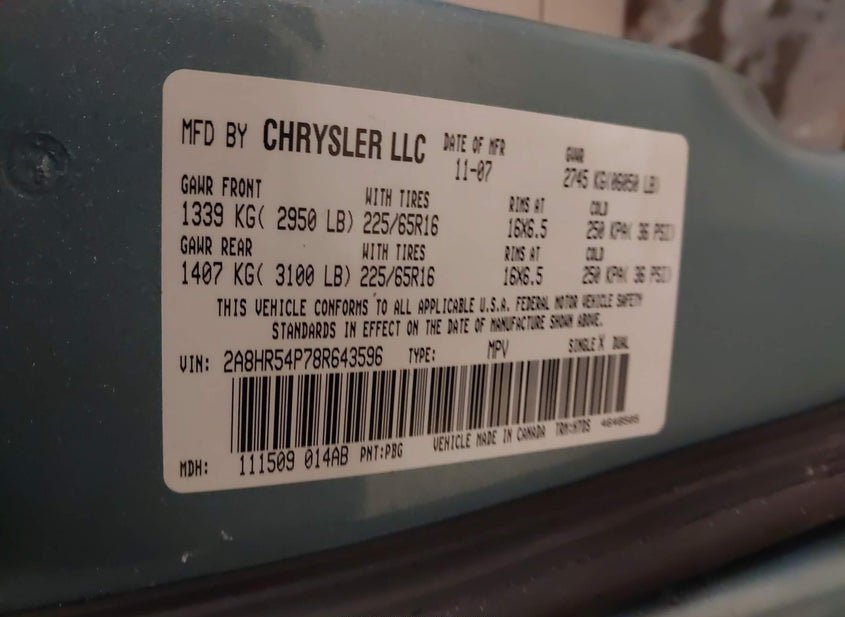 MFD BY CHRYSLER LLC DATE OF MFR GVWR
11-07 2745 KG(06050 LB)
GAWR FRONT WITH TIRES RIMS AT COLD
1339 KG( 2950 LB) 225/65R16 16X6.5 250 KPA( 36 PSI)
GAWR REAR WITH TIRES RIMS AT COLD
1407 KG( 3100 LB) 225/65R16 16X6.5 250 KPA( 36 PSI)
THIS VEHICLE CONFORMS TO ALL APPLICABLE U.S.A. FEDERAL MOTOR VEHICLE SAFETY
STANDARDS IN EFFECT ON THE DATE OF MANUFACTURE SHOWN ABOVE.
VIN: 2A8HR54P78R643596 TYPE: MPV SINGLE X DUAL
MDH: 111509 014AB PNT:PBG VEHICLE MADE IN CANADA